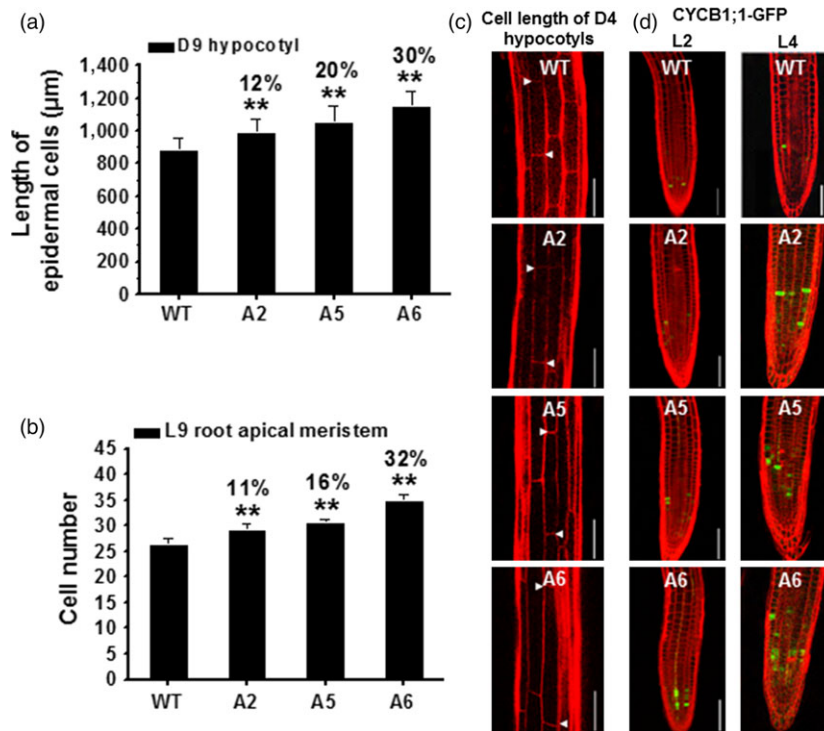 (a)
D9 hypocotyl
Length of
epidermal cells (µm)
1,400
1,200
1,000
800
600
400
200
0
12%
**
20%
**
30%
**
WT A2 A5 A6
(b)
L9 root apical meristem
Cell number
45
40
35
30
25
20
15
10
5
0
11%
**
16%
**
32%
**
WT A2 A5 A6
(c)
Cell length of D4
hypocotyls
WT
A2
A5
A6
(d)
CYCB1;1-GFP
L2 L4
WT WT
A2 A2
A5 A5
A6 A6